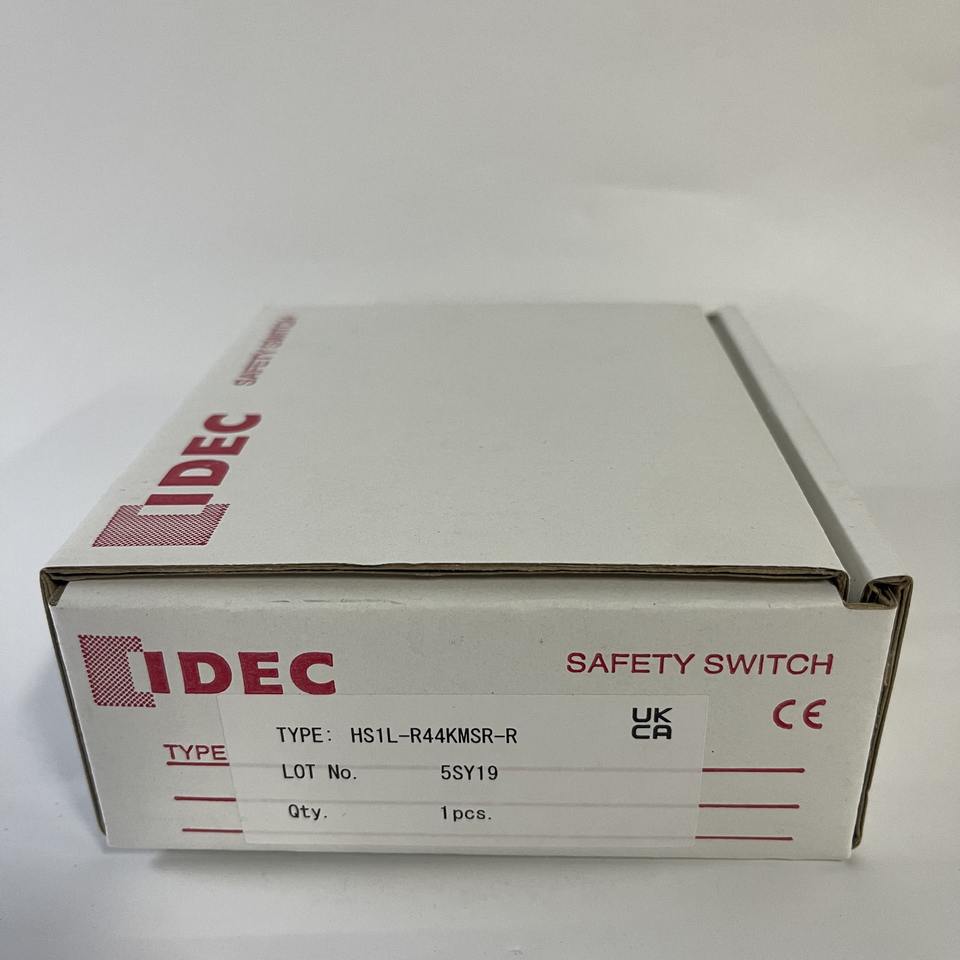 SAFETY SWITCH
IDEC
IDEC
SAFETY SWITCH
CE
TYPE
TYPE: HS1L-R44KMSR-R
UK
CA
LOT No. 5SY19
Qty. 1pcs.